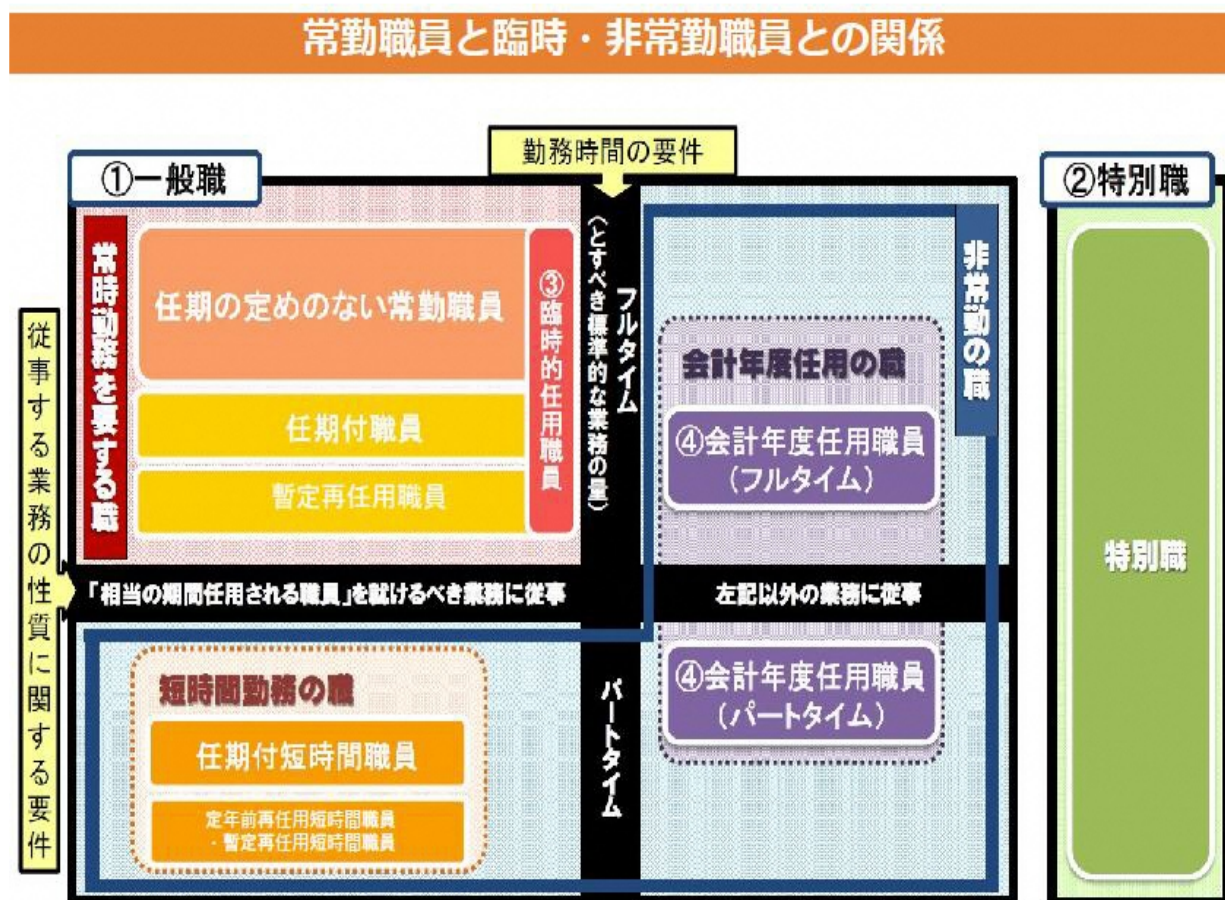 常勤職員と臨時・非常勤職員との関係
勤務時間の要件
①一般職
②特別職
従事する業務の性質に関する要件
常時勤務を要する職
任期の定めのない常勤職員
任期付職員
暫定再任用職員
③臨時的任用職員
フルタイム
(とすべき標準的な業務の量)
非常勤の職
会計年度任用の職
④会計年度任用職員
(フルタイム)
「相当の期間任用される職員」を就けるべき業務に従事
左記以外の業務に従事
短時間勤務の職
任期付短時間職員
定年前再任用短時間職員
・暫定再任用短時間職員
パートタイム
④会計年度任用職員
(パートタイム)
特別職